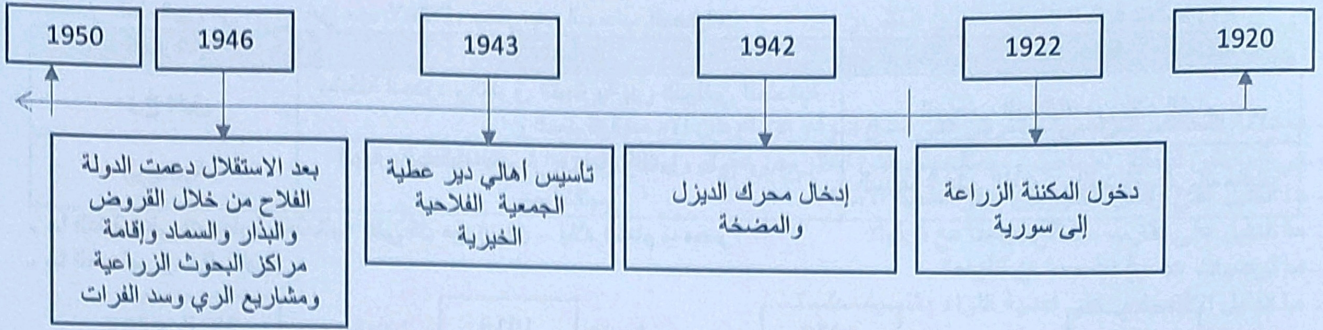 1920
1922
1942
1943
1946
1950
دخول المكننة الزراعة
إلى سورية
إدخال محرك الديزل
والمضخة
تاسيس اهالي دير عطية
الجمعية الفلاحية
الخيرية
بعد الاستقلال دعمت الدولة
الفلاح من خلال القروض
والبذار والسماد وإقامة
مراكز البحوث الزراعية
ومشاريع الري وسد الفرات